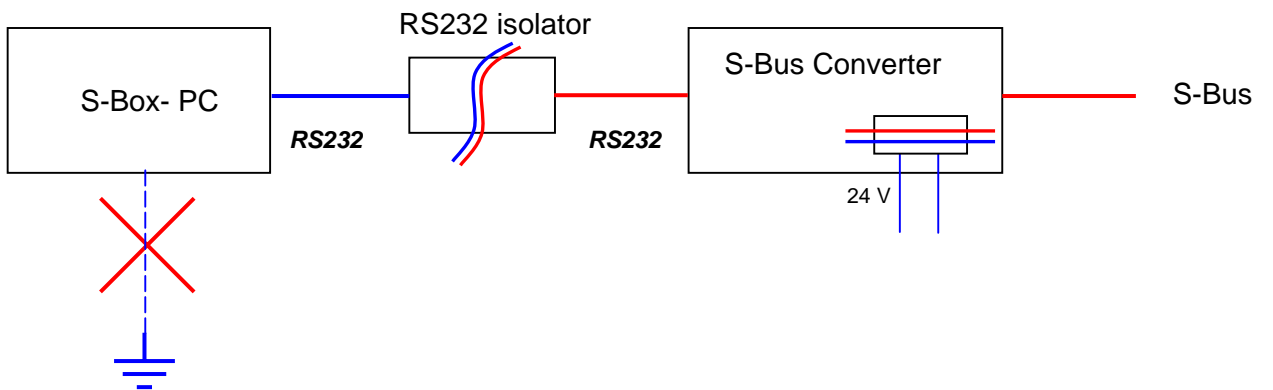 RS232 isolator
S-Box- PC
S-Bus Converter
S-Bus
RS232
RS232
24 V